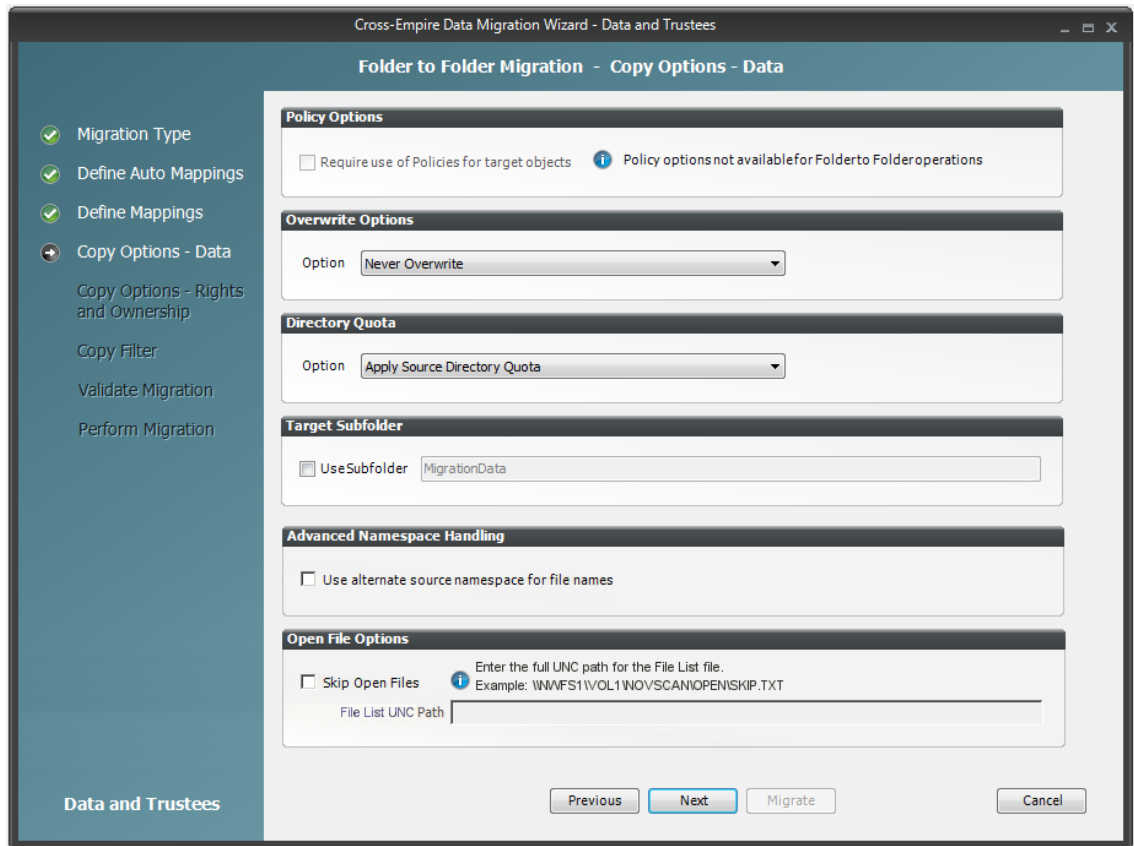 Cross-Empire Data Migration Wizard - Data and Trustees
Folder to Folder Migration - Copy Options - Data
Migration Type
Define Auto Mappings
Define Mappings
Copy Options - Data
Copy Options - Rights
and Ownership
Copy Filter
Validate Migration
Perform Migration
Data and Trustees
Policy Options
Require use of Policies for target objects
Policy options not available for Folder to Folder operations
Overwrite Options
Option Never Overwrite
Directory Quota
Option Apply Source Directory Quota
Target Subfolder
Use Subfolder MigrationData
Advanced Namespace Handling
Use alternate source namespace for file names
Open File Options
Skip Open Files
Enter the full UNC path for the File List file.
Example: \\NWFS1\VOL1\NOVSCAN\OPEN\SKIP.TXT
File List UNC Path
Previous Next Migrate Cancel